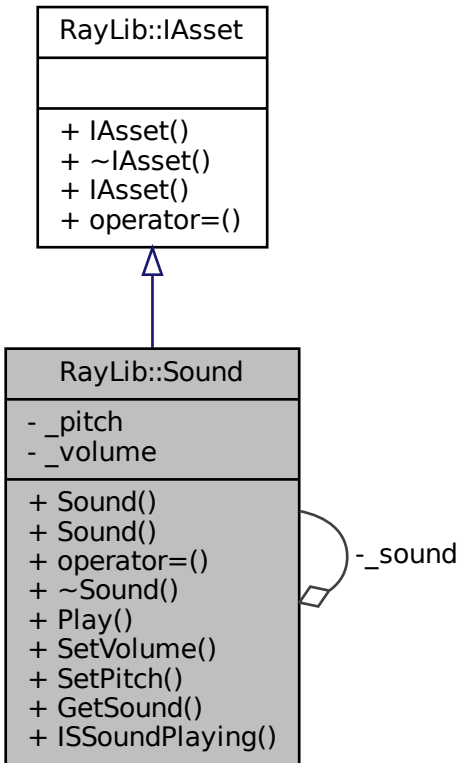 RayLib::IAsset
+ IAsset()
+ ~IAsset()
+ IAsset()
+ operator=()
RayLib::Sound
- _pitch
- _volume
+ Sound()
+ Sound()
+ operator=()
+ ~Sound()
+ Play()
+ SetVolume()
+ SetPitch()
+ GetSound()
+ ISSoundPlaying()
-_sound